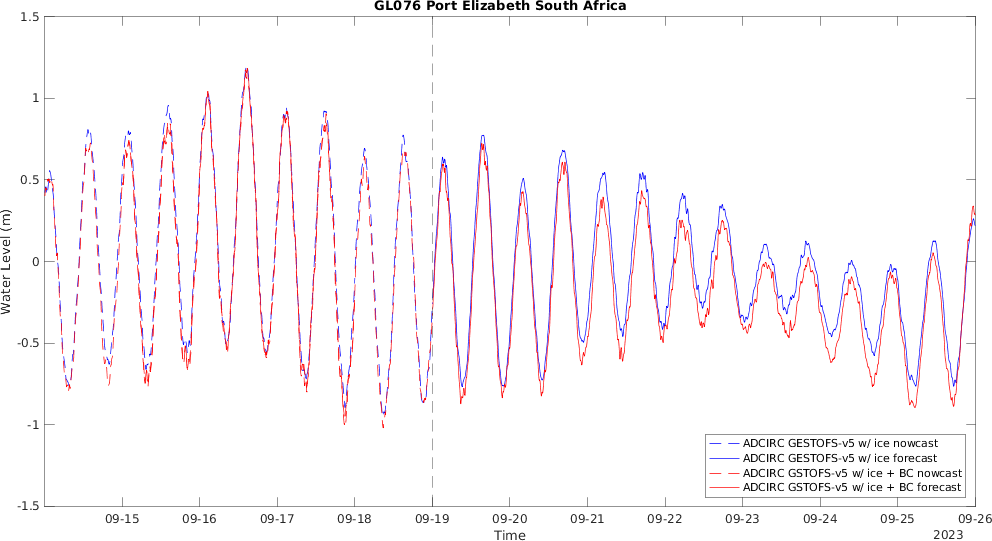 GL076 Port Elizabeth South Africa
1.5
1
0.5
0
-0.5
-1
-1.5
Water Level (m)
09-15 09-16 09-17 09-18 09-19 09-20 09-21 09-22 09-23 09-24 09-25 09-26
Time
2023
ADCIRC GESTOFS-v5 w/ ice nowcast
ADCIRC GESTOFS-v5 w/ ice forecast
ADCIRC GSTOFS-v5 w/ ice + BC nowcast
ADCIRC GSTOFS-v5 w/ ice + BC forecast